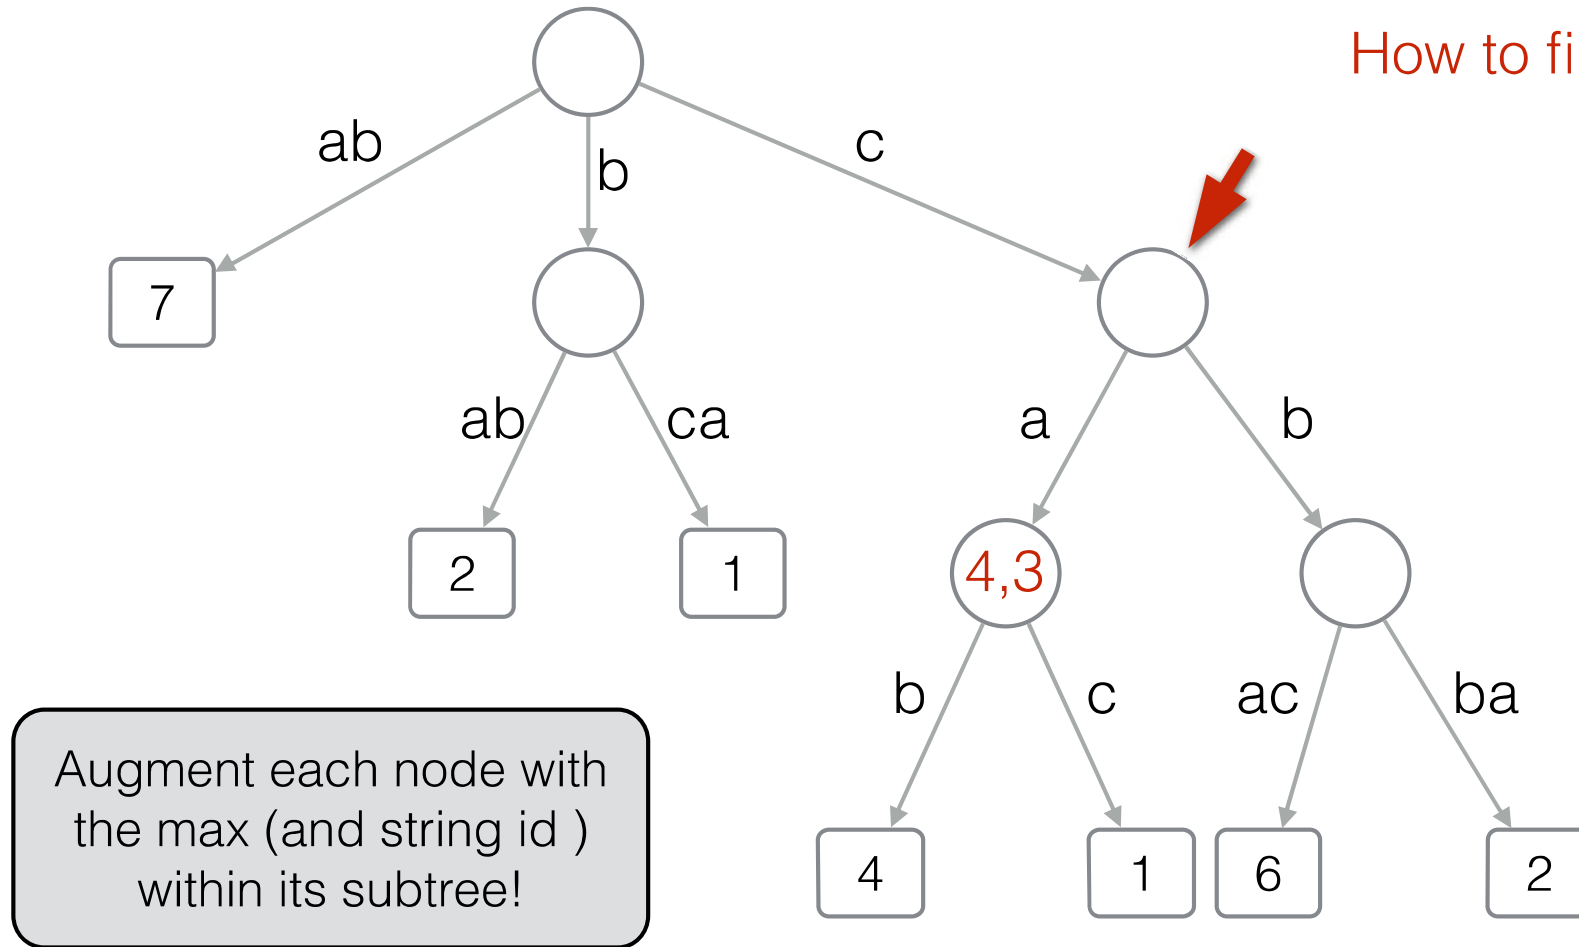 How to fi
ab
b
c
7
ab
ca
a
b
2
1
4,3
b
c
ac
ba
4
1
6
2
Augment each node with
the max (and string id )
within its subtree!